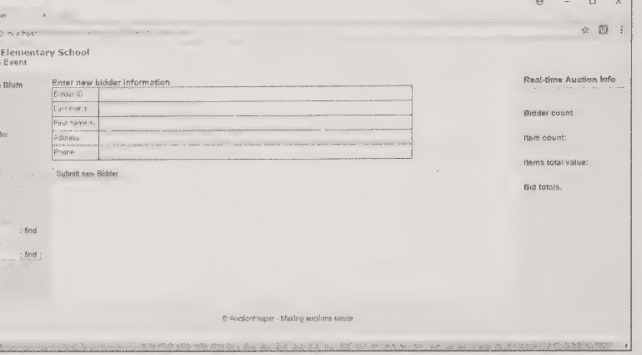 Elementary School
Event
Blum
Enter new bidder information
Bidder ID
Last name
First name
Address
Phone
Submit new Bidder
Real-time Auction Info
Bidder count:
Item count:
Items total value:
Bid totals.
: find
: find
© AuctionHelper - Making auctions easier